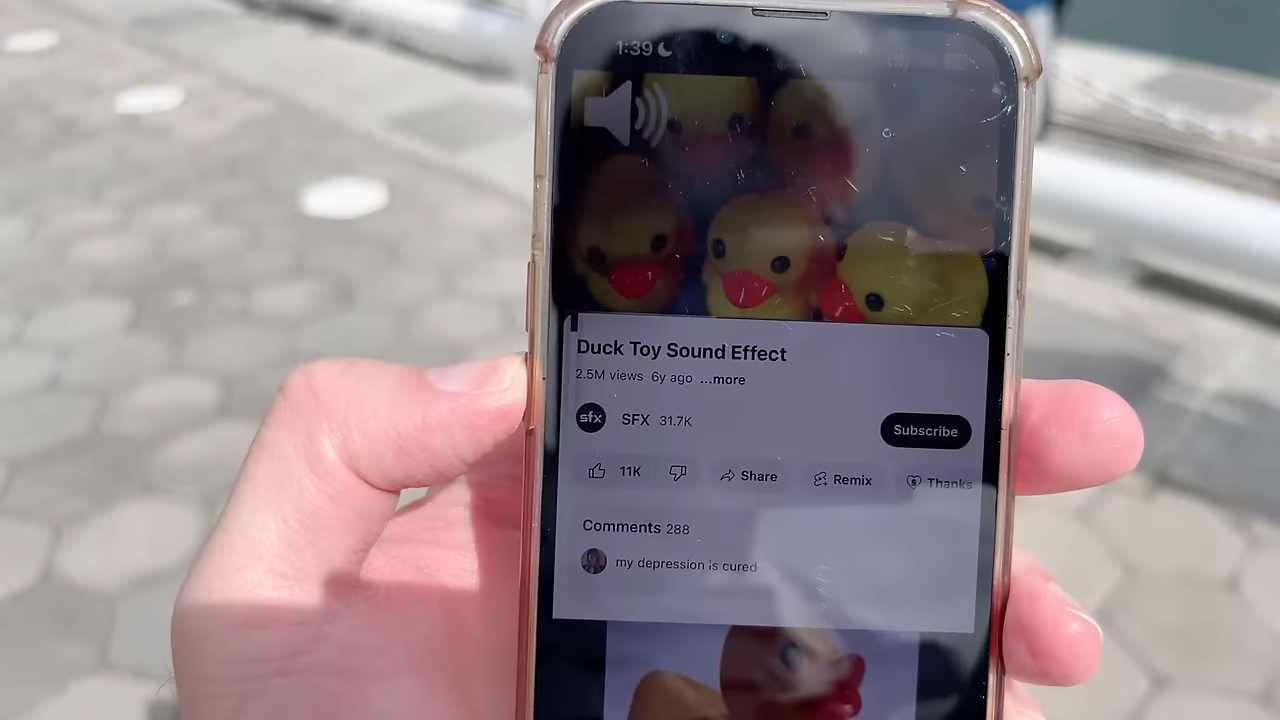 1:39
Duck Toy Sound Effect
2.5M views 6y ago ...more
sfx SFX 31.7K
Subscribe
11K Share Remix Thanks
Comments 288
my depression is cured